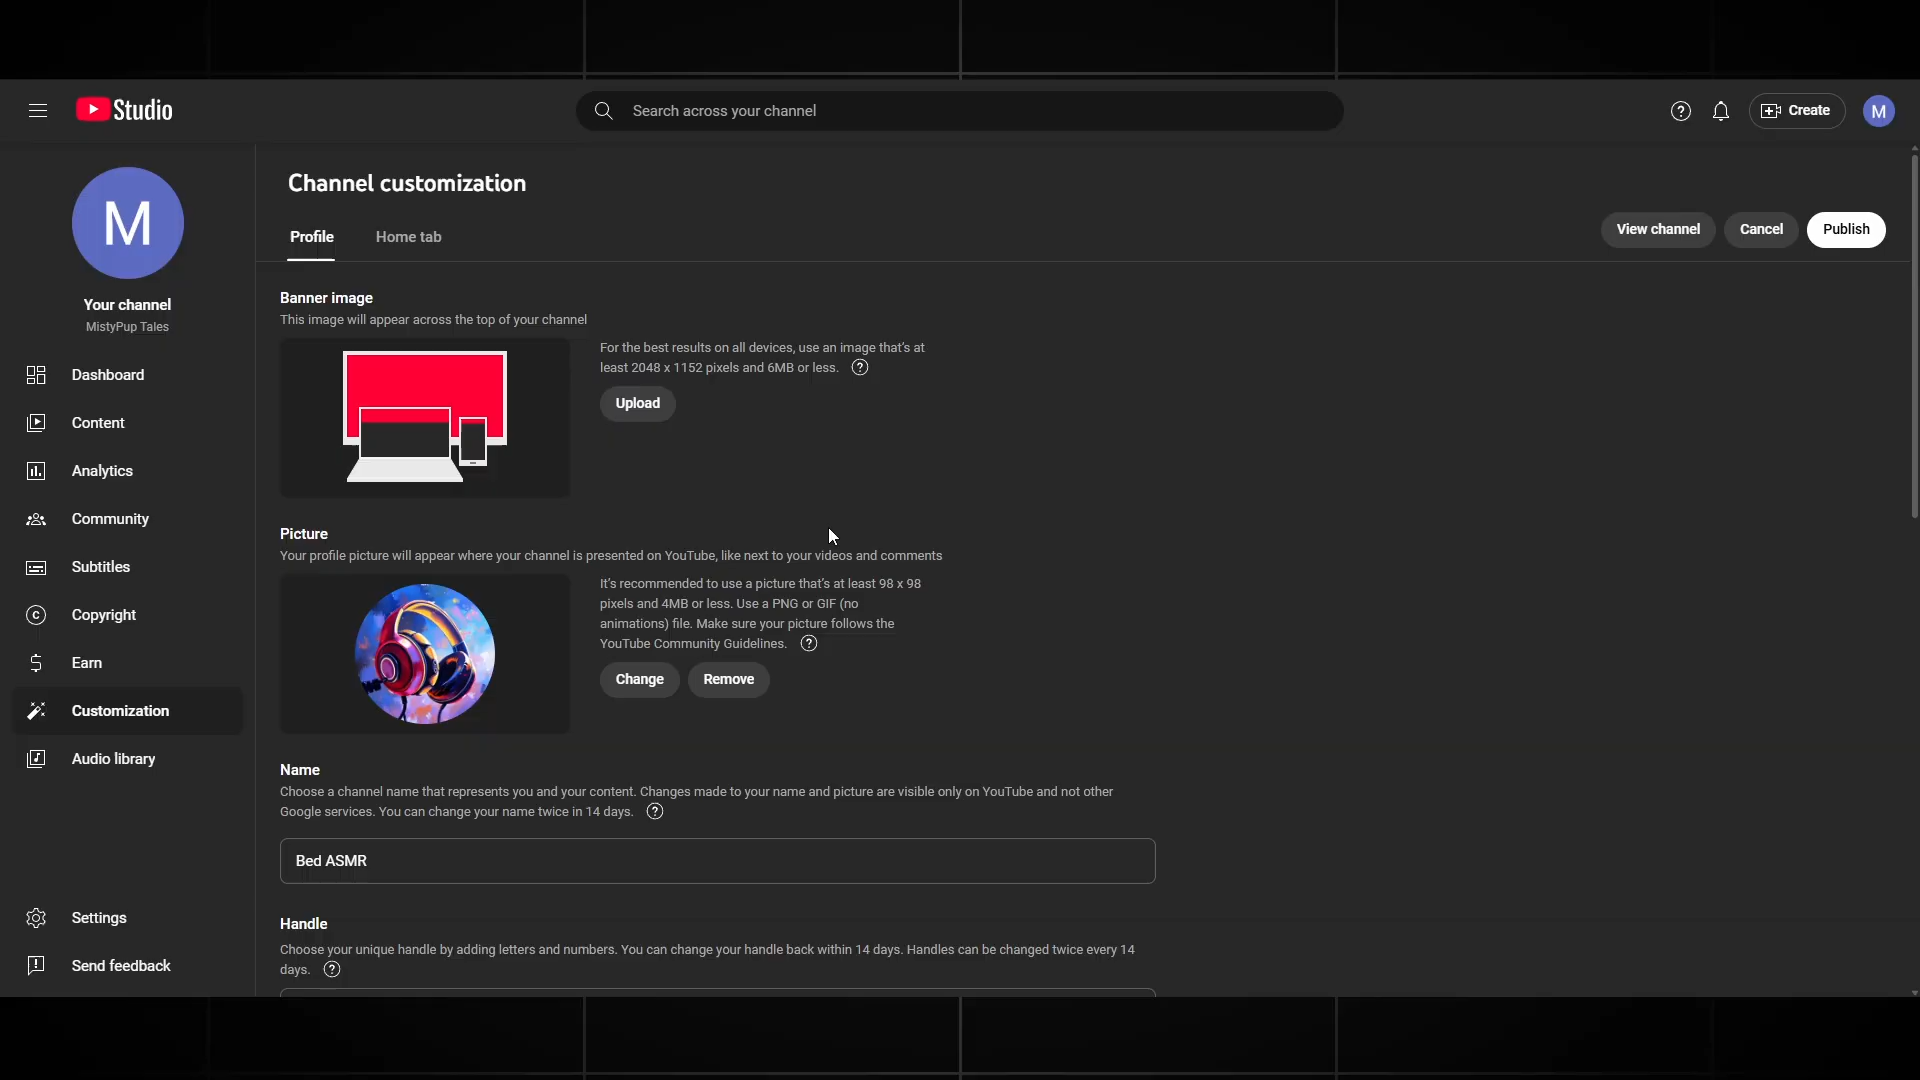 Studio
Search across your channel
Create
M
M
Your channel
MistyPup Tales
Dashboard
Content
Analytics
Community
Subtitles
Copyright
Earn
Customization
Audio library
Settings
Send feedback
Channel customization
Profile
Home tab
View channel
Cancel
Publish
Banner image
This image will appear across the top of your channel
For the best results on all devices, use an image that's at
least 2048 x 1152 pixels and 6MB or less.
Upload
Picture
Your profile picture will appear where your channel is presented on YouTube, like next to your videos and comments
It's recommended to use a picture that's at least 98 x 98
pixels and 4MB or less. Use a PNG or GIF (no
animations) file. Make sure your picture follows the
YouTube Community Guidelines.
Change
Remove
Name
Choose a channel name that represents you and your content. Changes made to your name and picture are visible only on YouTube and not other
Google services. You can change your name twice in 14 days.
Bed ASMR
Handle
Choose your unique handle by adding letters and numbers. You can change your handle back within 14 days. Handles can be changed twice every 14
days.